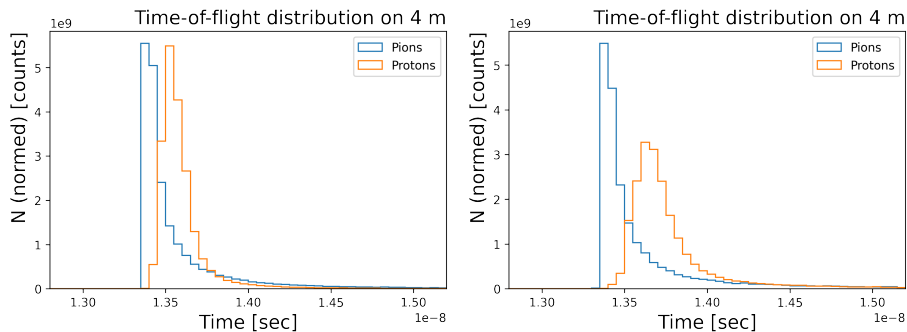 Time-of-flight distribution on 4 m
1e9
N (normed) [counts]
5
4
3
2
1
0
Pions
Protons
1.30 1.35 1.40 1.45 1.50
1e−8
Time [sec]
Time-of-flight distribution on 4 m
1e9
N (normed) [counts]
5
4
3
2
1
0
Pions
Protons
1.30 1.35 1.40 1.45 1.50
1e−8
Time [sec]